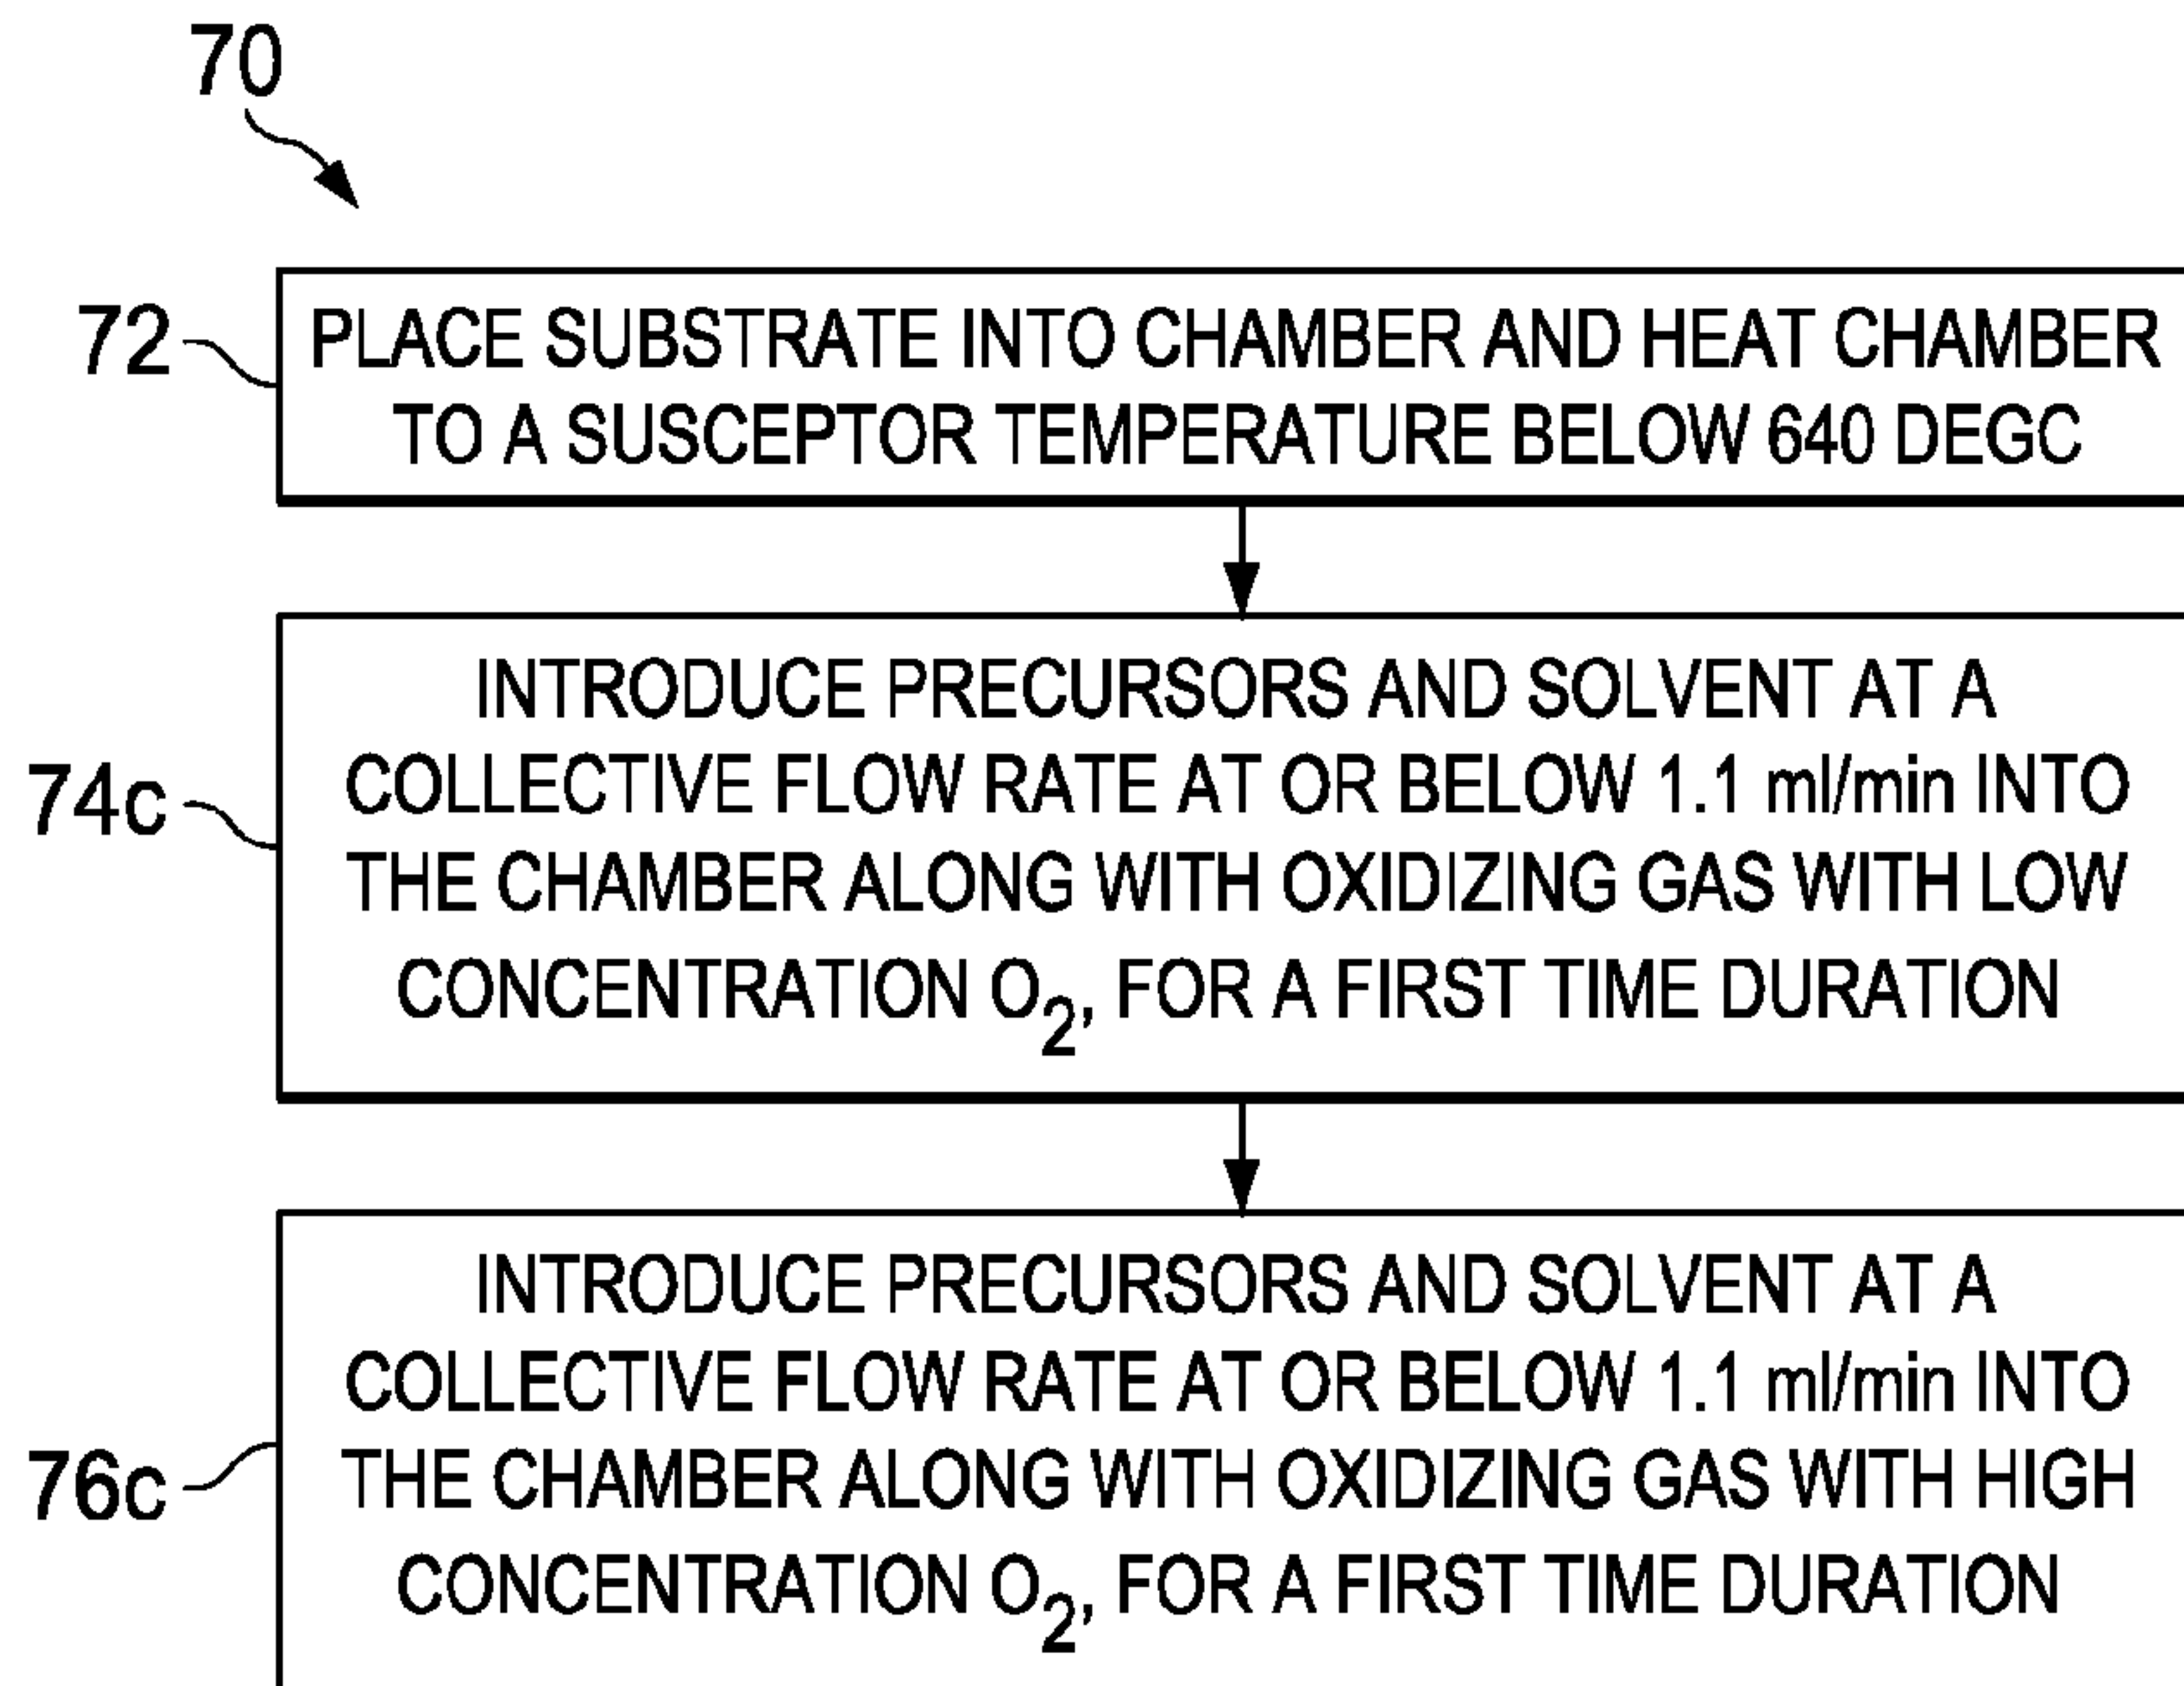 70
72
PLACE SUBSTRATE INTO CHAMBER AND HEAT CHAMBER
TO A SUSCEPTOR TEMPERATURE BELOW 640 DEGC
74c
INTRODUCE PRECURSORS AND SOLVENT AT A
COLLECTIVE FLOW RATE AT OR BELOW 1.1 ml/min INTO
THE CHAMBER ALONG WITH OXIDIZING GAS WITH LOW
CONCENTRATION O2, FOR A FIRST TIME DURATION
76c
INTRODUCE PRECURSORS AND SOLVENT AT A
COLLECTIVE FLOW RATE AT OR BELOW 1.1 ml/min INTO
THE CHAMBER ALONG WITH OXIDIZING GAS WITH HIGH
CONCENTRATION O2, FOR A FIRST TIME DURATION